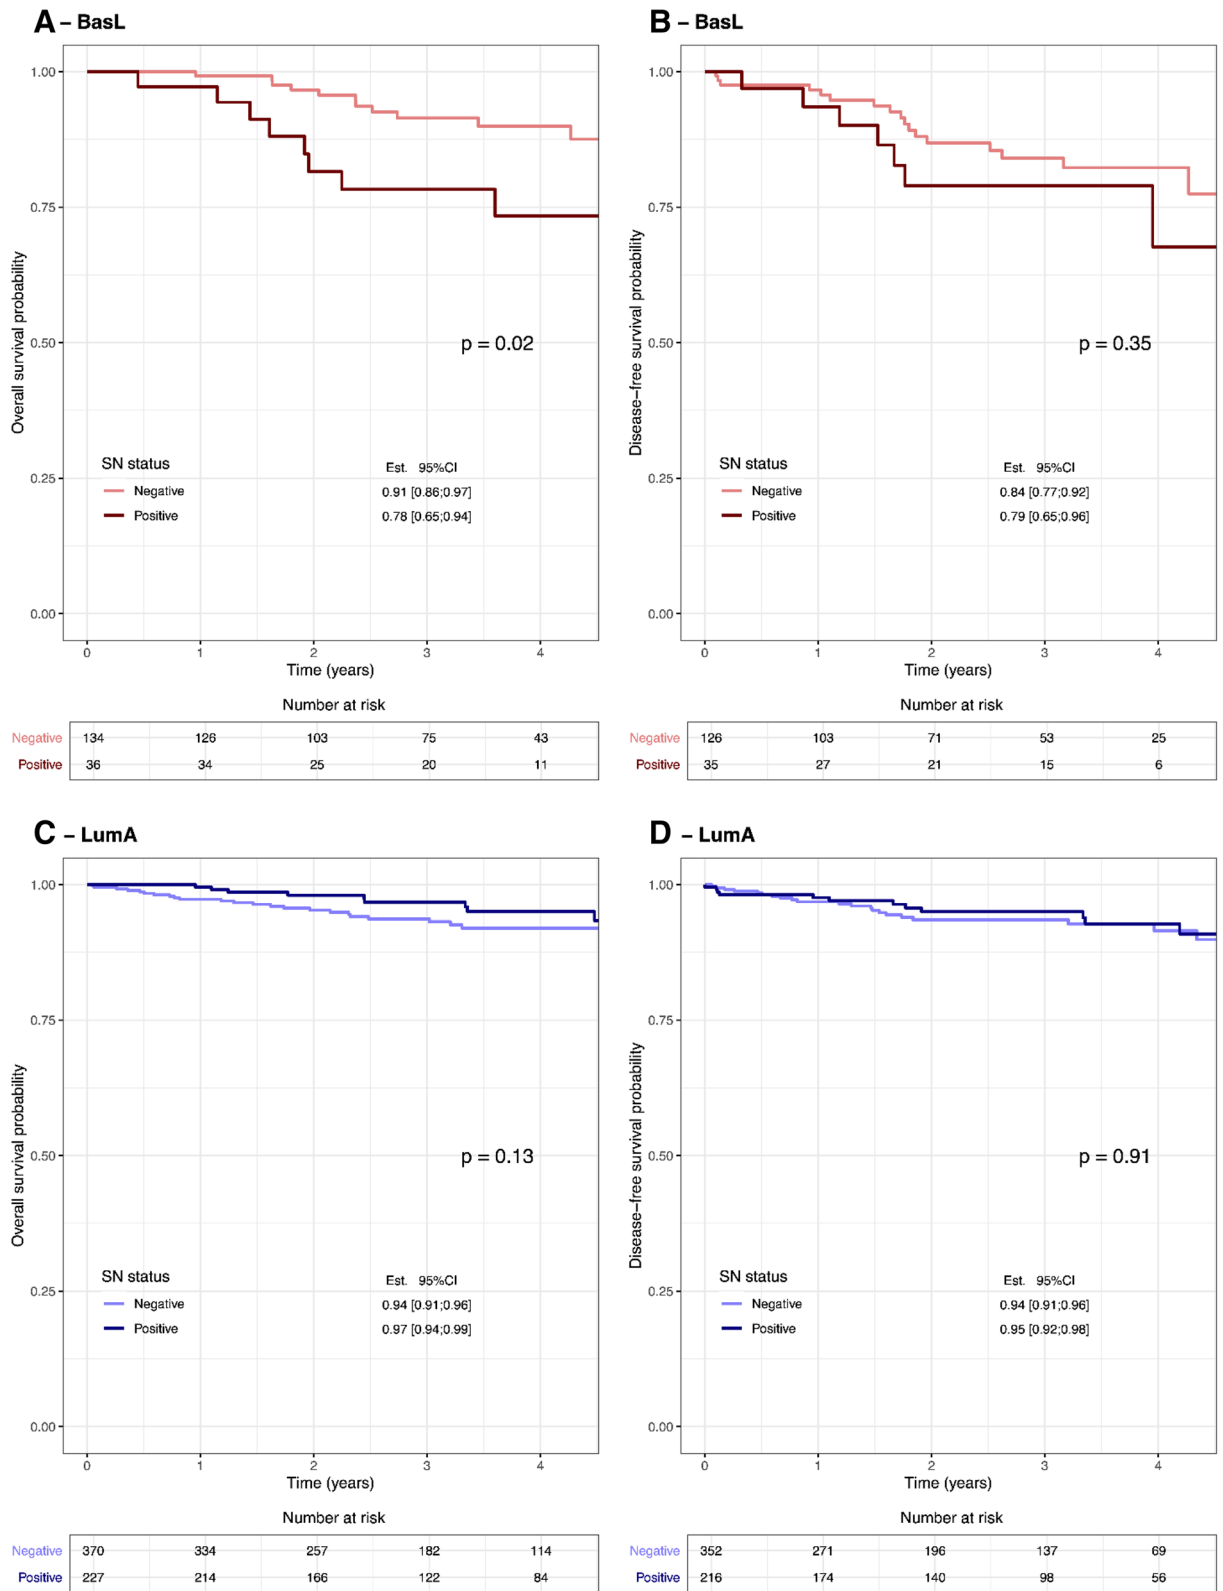 A – BasL
1.00
0.75
0.50
0.25
0.00
Overall survival probability
p = 0.02
SN status
Est. 95%CI
Negative 0.91 [0.86;0.97]
Positive 0.78 [0.65;0.94]
0 1 2 3 4
Time (years)
Number at risk
Negative 134 126 103 75 43
Positive 36 34 25 20 11
B – BasL
1.00
0.75
0.50
0.25
0.00
Disease–free survival probability
p = 0.35
SN status
Est. 95%CI
Negative 0.84 [0.77;0.92]
Positive 0.79 [0.65;0.96]
0 1 2 3 4
Time (years)
Number at risk
Negative 126 103 71 53 25
Positive 35 27 21 15 6
C – LumA
1.00
0.75
0.50
0.25
0.00
Overall survival probability
p = 0.13
SN status
Est. 95%CI
Negative 0.94 [0.91;0.96]
Positive 0.97 [0.94;0.99]
0 1 2 3 4
Time (years)
Number at risk
Negative 370 334 257 182 114
Positive 227 214 166 122 84
D – LumA
1.00
0.75
0.50
0.25
0.00
Disease–free survival probability
p = 0.91
SN status
Est. 95%CI
Negative 0.94 [0.91;0.96]
Positive 0.95 [0.92;0.98]
0 1 2 3 4
Time (years)
Number at risk
Negative 352 271 196 137 69
Positive 216 174 140 98 56